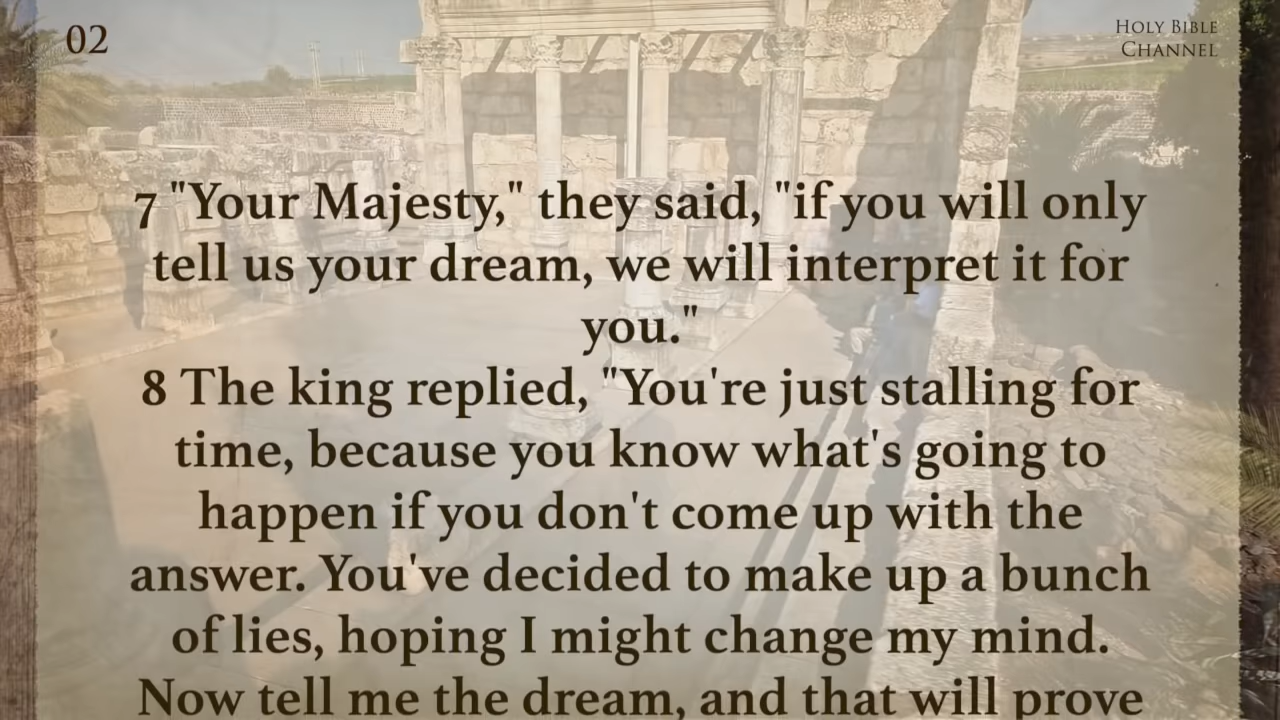 02
Holy Bible
Channel
7 "Your Majesty," they said, "if you will only
tell us your dream, we will interpret it for
you."
8 The king replied, "You're just stalling for
time, because you know what's going to
happen if you don't come up with the
answer. You've decided to make up a bunch
of lies, hoping I might change my mind.
Now tell me the dream, and that will prove